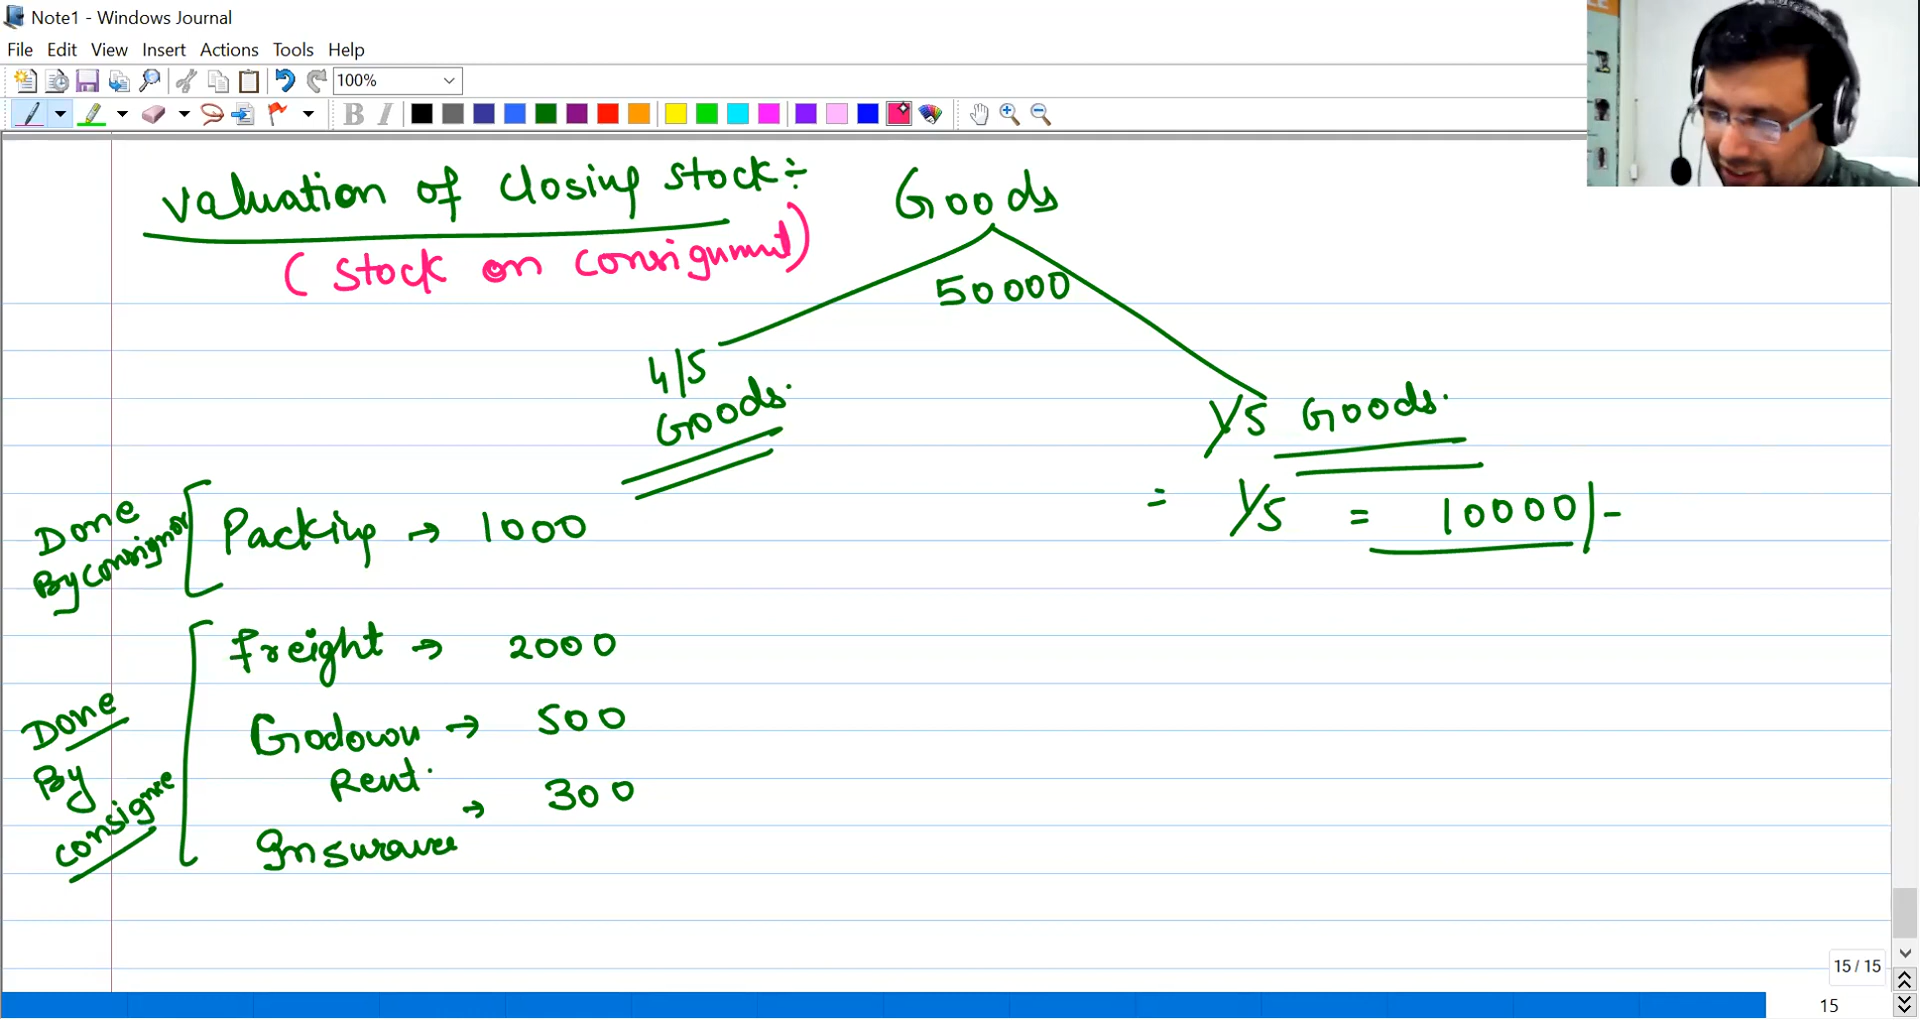 Note1 - Windows Journal
File Edit View Insert Actions Tools Help
100%
B I
Valuation of closing stock ÷
(Stock on consignment)
Goods
50000
4/5
Goods.
1/5 Goods.
= 1/5 = 10000/-
Done
By consignor
Packing → 1000
Done
By
consignee
Freight → 2000
Godown → 500
Rent.
Insurance → 300
15 / 15
15